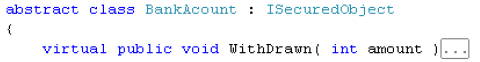 abstract class BankAcount : ISecuredObject
{
virtual public void WithDrawn( int amount )...